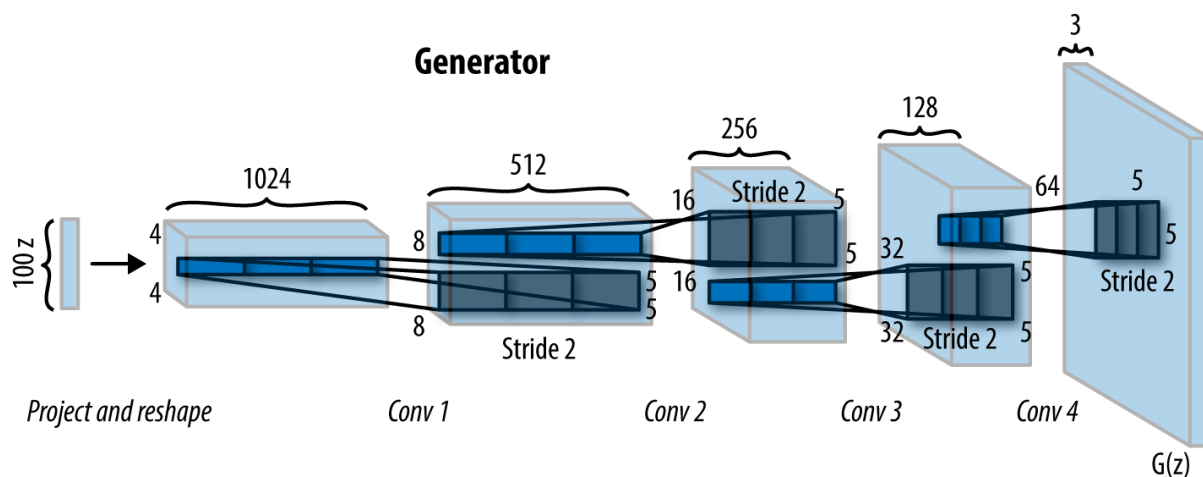 Generator
100 z
1024
4
4
512
8
8
5
5
Stride 2
256
16
16
Stride 2
5
5
128
32
32
5
5
Stride 2
64
3
5
5
Stride 2
Project and reshape
Conv 1
Conv 2
Conv 3
Conv 4
G(z)